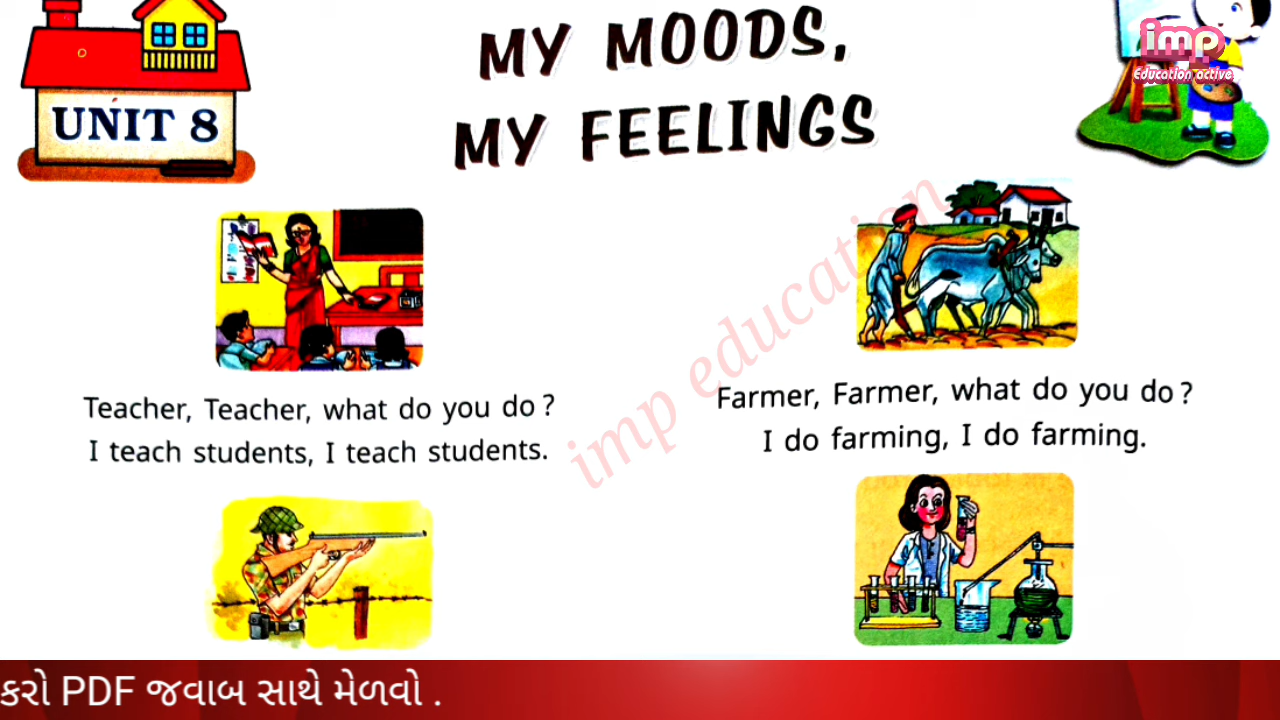 UNIT 8
MY MOODS,
MY FEELINGS
imp
Education active
Teacher, Teacher, what do you do ?
I teach students, I teach students.
Farmer, Farmer, what do you do ?
I do farming, I do farming.
imp education
કરો PDF જવાબ સાથે મેળવો .